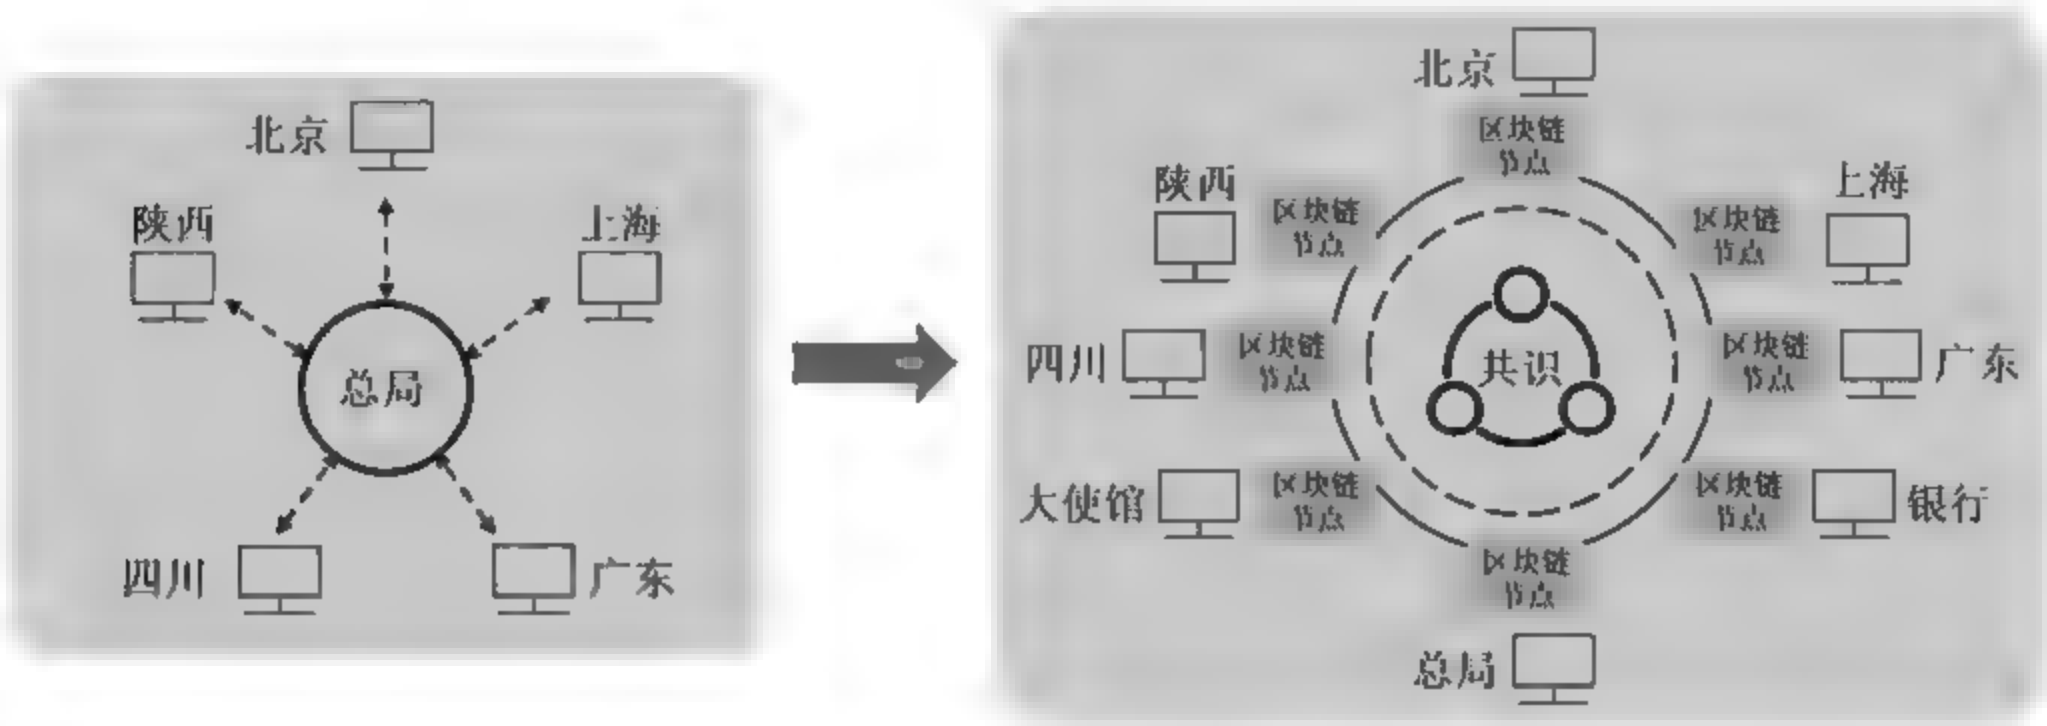 北京
陕西
上海
总局
四川
广东
北京
区块链
节点
陕西
区块链
节点
区块链
节点
上海
四川
区块链
节点
共识
区块链
节点
广东
大使馆
区块链
节点
区块链
节点
银行
区块链
节点
总局